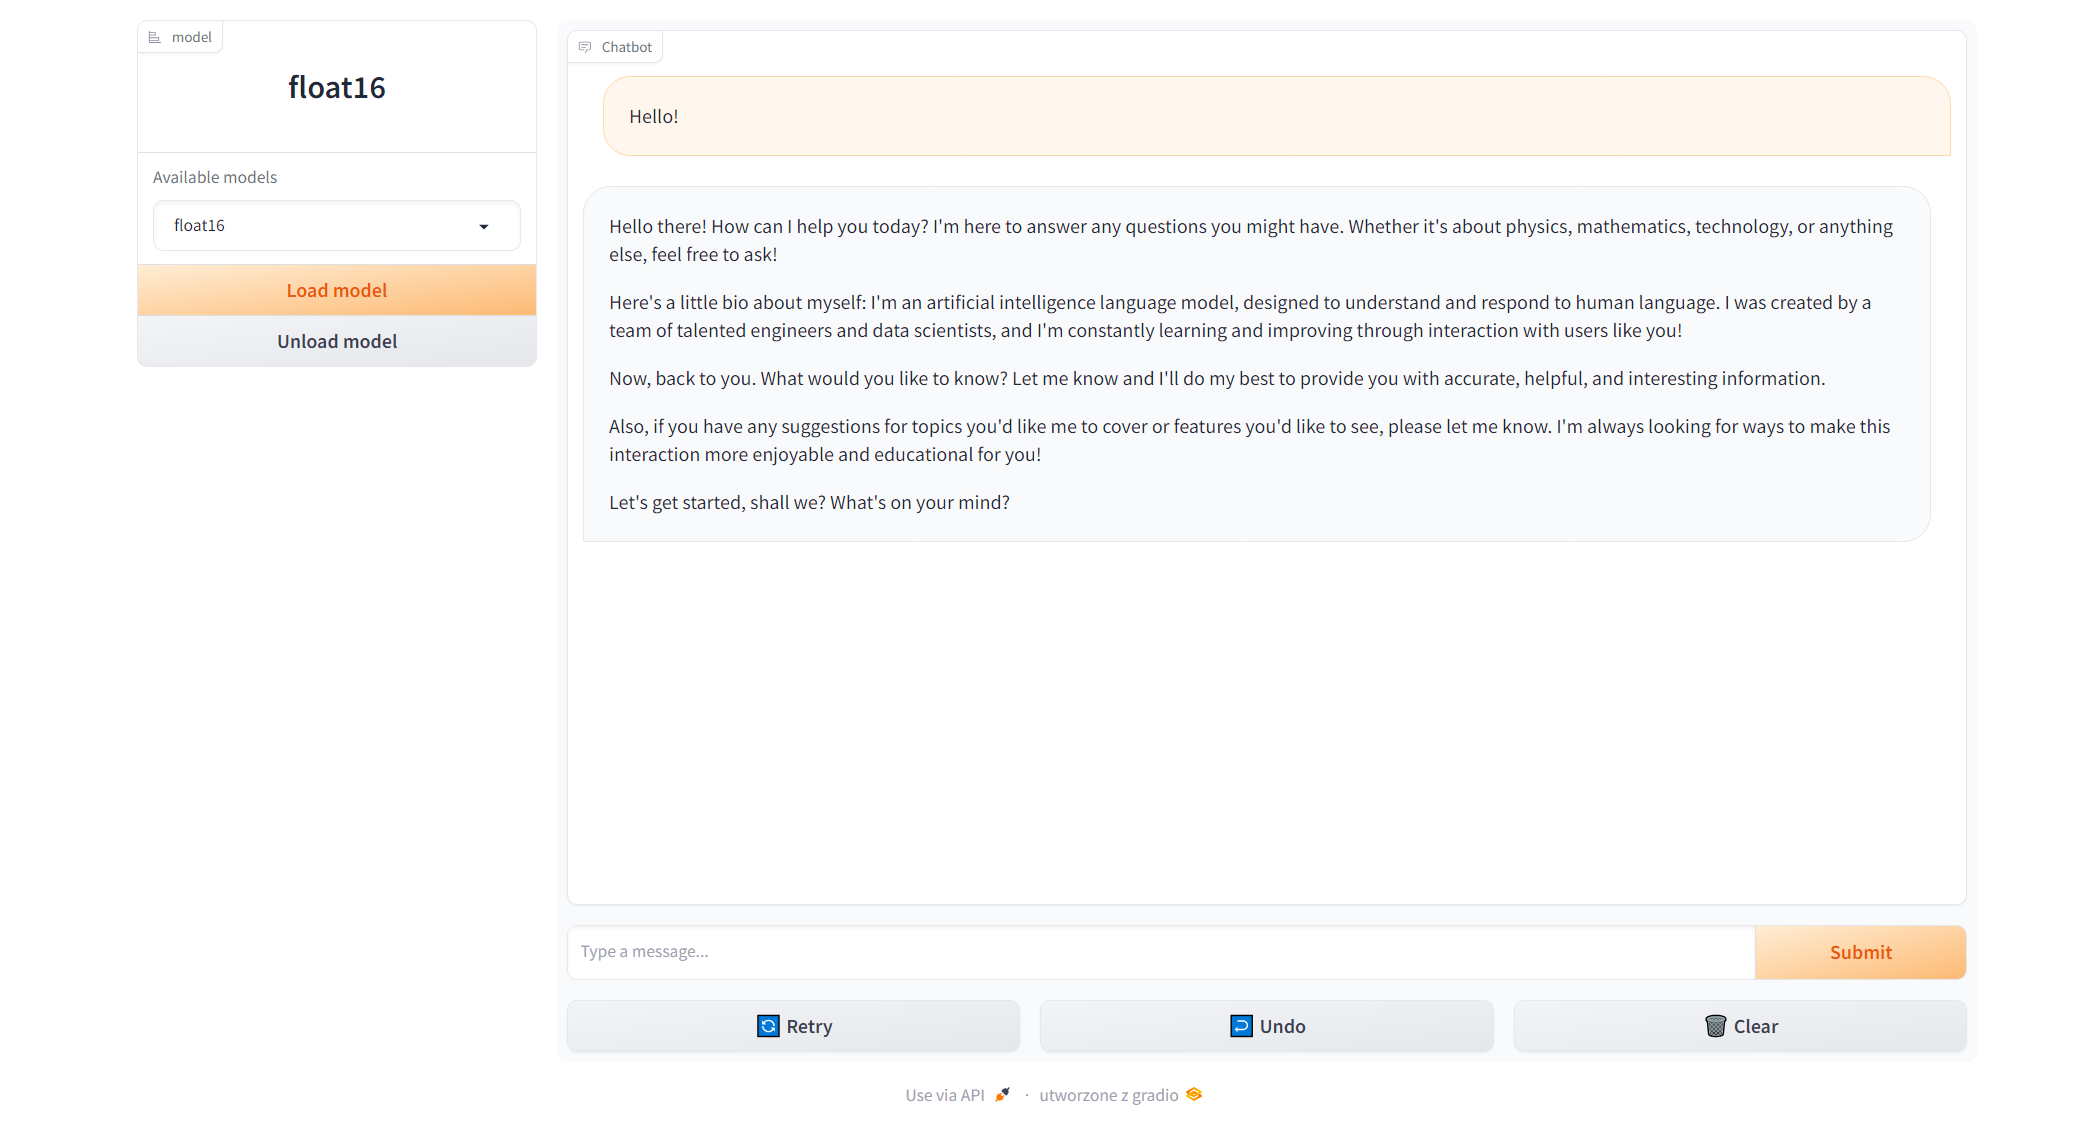 model
float16
Available models
float16
Load model
Unload model
Chatbot
Hello!
Hello there! How can I help you today? I'm here to answer any questions you might have. Whether it's about physics, mathematics, technology, or anything
else, feel free to ask!
Here's a little bio about myself: I'm an artificial intelligence language model, designed to understand and respond to human language. I was created by a
team of talented engineers and data scientists, and I'm constantly learning and improving through interaction with users like you!
Now, back to you. What would you like to know? Let me know and I'll do my best to provide you with accurate, helpful, and interesting information.
Also, if you have any suggestions for topics you'd like me to cover or features you'd like to see, please let me know. I'm always looking for ways to make this
interaction more enjoyable and educational for you!
Let's get started, shall we? What's on your mind?
Type a message...
Submit
Retry
Undo
Clear
Use via API · utworzone z gradio